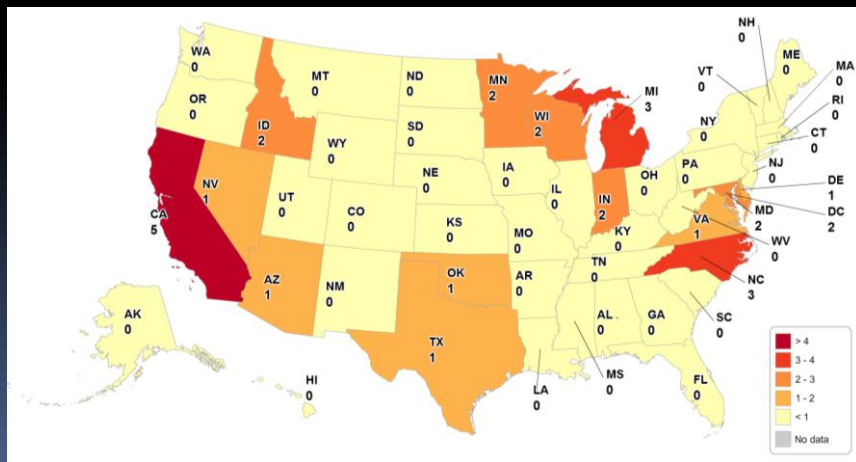 NH
0
WA
0
ME
0
MA
0
VT
0
RI
0
MT
0
ND
0
MN
2
MI
3
OR
0
NY
0
CT
0
ID
2
WI
2
SD
0
WY
0
PA
0
NJ
0
IA
0
OH
0
NE
0
IL
0
IN
2
DE
1
NV
1
UT
0
MD
2
DC
2
CA
5
CO
0
KS
0
MO
0
KY
0
VA
1
WV
0
TN
0
NC
3
AZ
1
NM
0
OK
1
AR
0
SC
0
AK
0
AL
0
GA
0
TX
1
MS
0
HI
0
LA
0
FL
0
> 4
3 - 4
2 - 3
1 - 2
< 1
No data